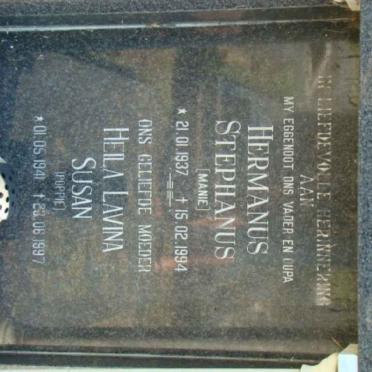 IN LIEFDEVOLLE HERINNERING
AAN
MY EGGENOOT, ONS VADER EN OUPA
HERMANUS
STEPHANUS
[MANIE]
* 21.01.1937 † 15.02.1994
ONS GELIEFDE MOEDER
HEILA LAVINA
SUSAN
[POPPIE]
* 01.05.1941 † 23.06.1997